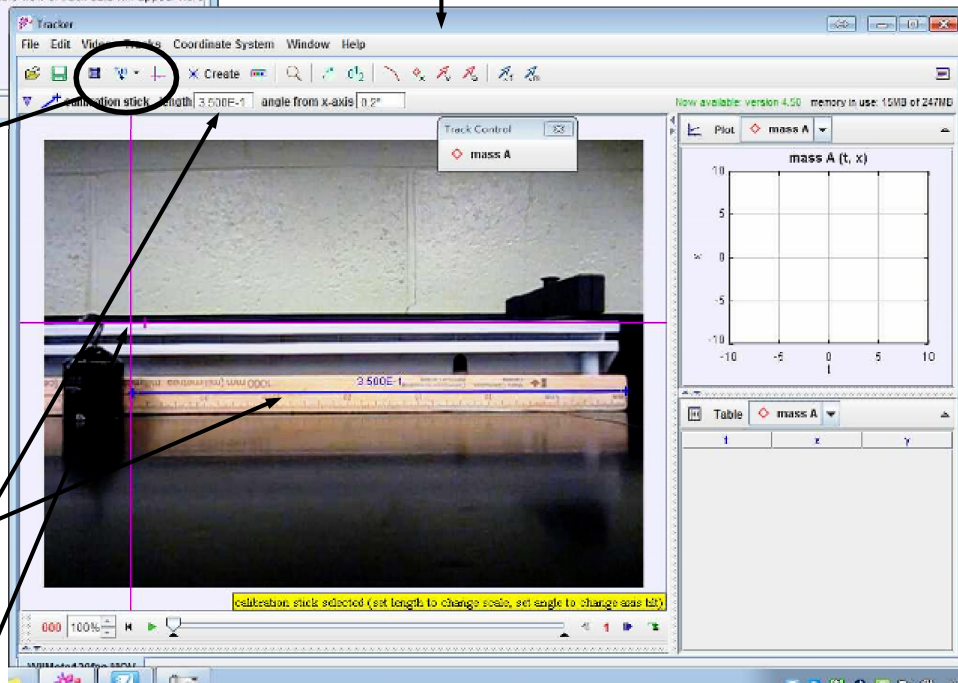 Tracker
File Edit Video Tracks Coordinate System Window Help
Create
calibration stick length 3.500E-1 angle from x-axis 0.2°
Now available: version 4.50 memory in use: 15MB of 247MB
Track Control
mass A
Plot mass A
mass A (t, x)
10
5
0
-5
-10
-10 -5 0 5 10
t
3.500E-1
1000 mm
Table mass A
t x y
calibration stick selected (set length to change scale, set angle to change axis tilt)
000 100% 1